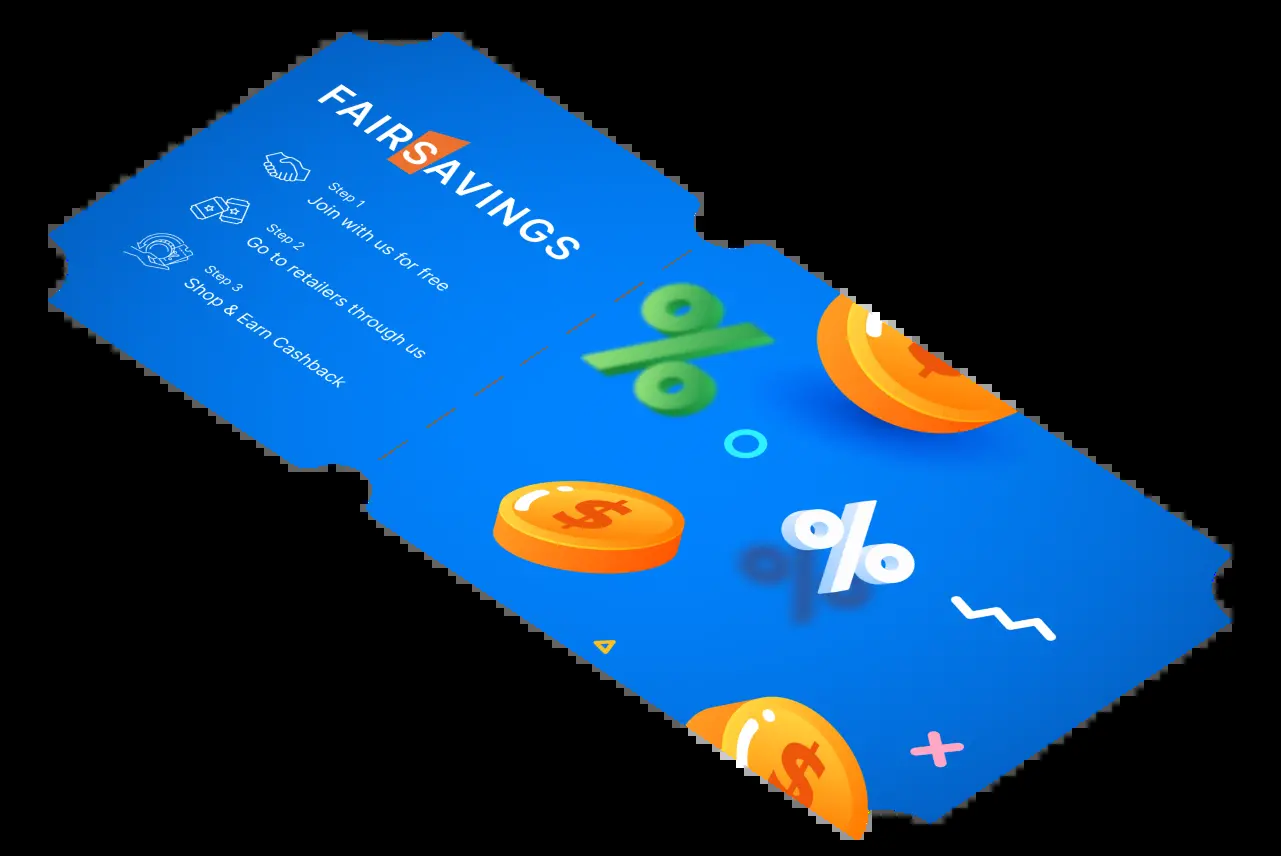 FAIRSAVINGS
Step 1
Join with us for free
Step 2
Go to retailers through us
Step 3
Shop & Earn Cashback
%
$
%
$